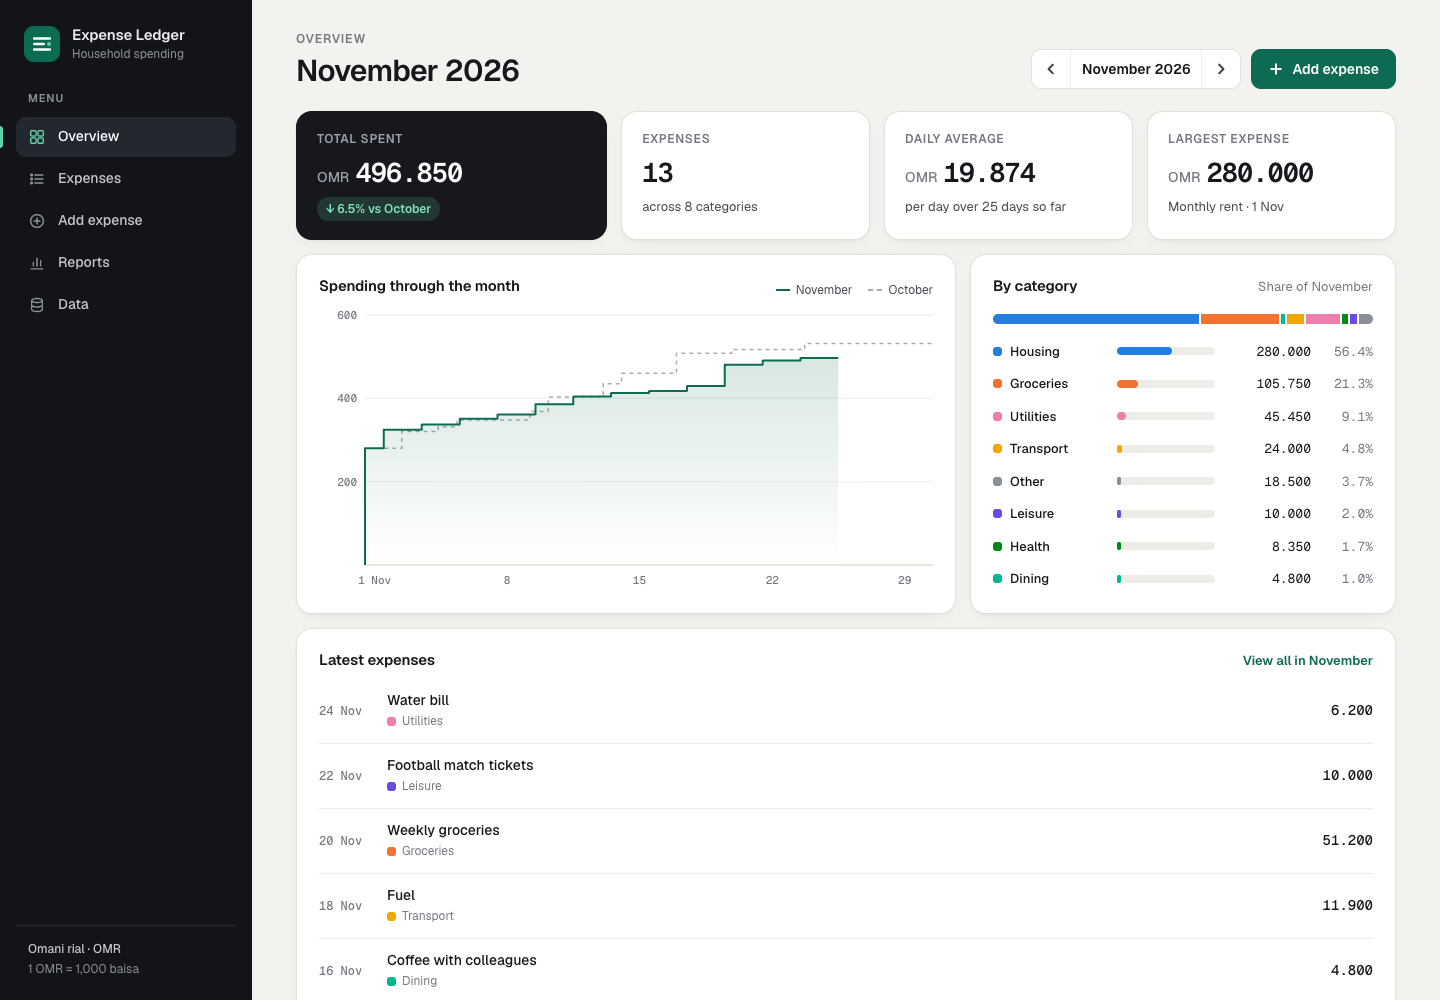 Expense Ledger
Household spending
MENU
Overview
Expenses
Add expense
Reports
Data
Omani rial · OMR
1 OMR = 1,000 baisa
OVERVIEW
November 2026
November 2026
Add expense
TOTAL SPENT
OMR 496.850
↓ 6.5% vs October
EXPENSES
13
across 8 categories
DAILY AVERAGE
OMR 19.874
per day over 25 days so far
LARGEST EXPENSE
OMR 280.000
Monthly rent · 1 Nov
Spending through the month
November October
600
400
200
1 Nov 8 15 22 29
By category
Share of November
Housing 280.000 56.4%
Groceries 105.750 21.3%
Utilities 45.450 9.1%
Transport 24.000 4.8%
Other 18.500 3.7%
Leisure 10.000 2.0%
Health 8.350 1.7%
Dining 4.800 1.0%
Latest expenses
View all in November
24 Nov Water bill 6.200
Utilities
22 Nov Football match tickets 10.000
Leisure
20 Nov Weekly groceries 51.200
Groceries
18 Nov Fuel 11.900
Transport
16 Nov Coffee with colleagues 4.800
Dining